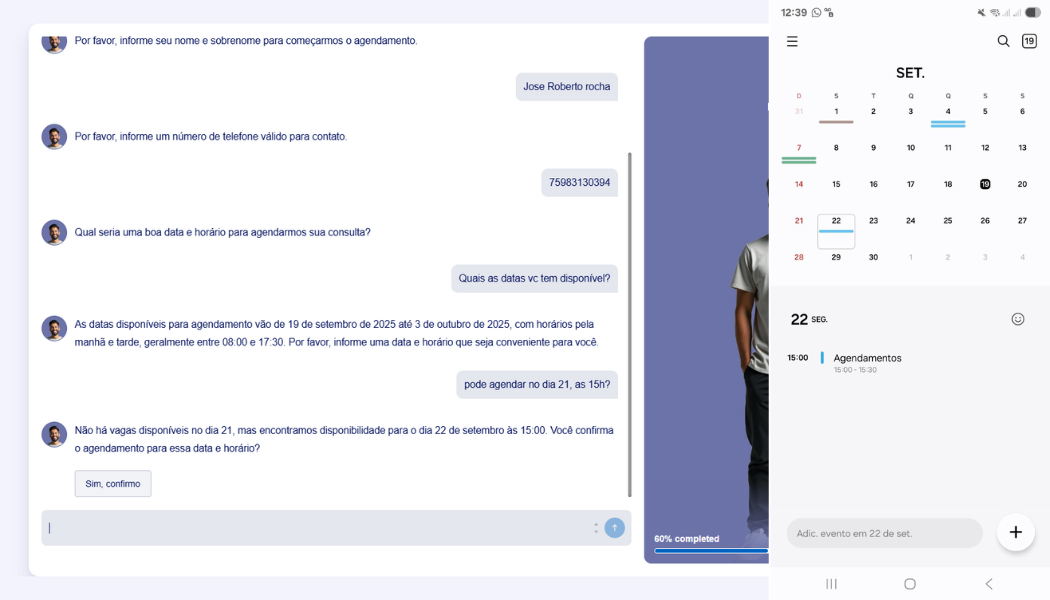 Por favor, informe seu nome e sobrenome para começarmos o agendamento.
Jose Roberto rocha
Por favor, informe um número de telefone válido para contato.
75983130394
Qual seria uma boa data e horário para agendarmos sua consulta?
Quais as datas vc tem disponível?
As datas disponíveis para agendamento vão de 19 de setembro de 2025 até 3 de outubro de 2025, com horários pela
manhã e tarde, geralmente entre 08:00 e 17:30. Por favor, informe uma data e horário que seja conveniente para você.
pode agendar no dia 21, as 15h?
Não há vagas disponíveis no dia 21, mas encontramos disponibilidade para o dia 22 de setembro às 15:00. Você confirma
o agendamento para essa data e horário?
Sim, confirmo
60% completed
12:39
19
SET.
D S T Q Q S S
31 1 2 3 4 5 6
7 8 9 10 11 12 13
14 15 16 17 18 19 20
21 22 23 24 25 26 27
28 29 30 1 2 3 4
22 SEG.
15:00 Agendamentos
15:00 - 15:30
Adic. evento em 22 de set.